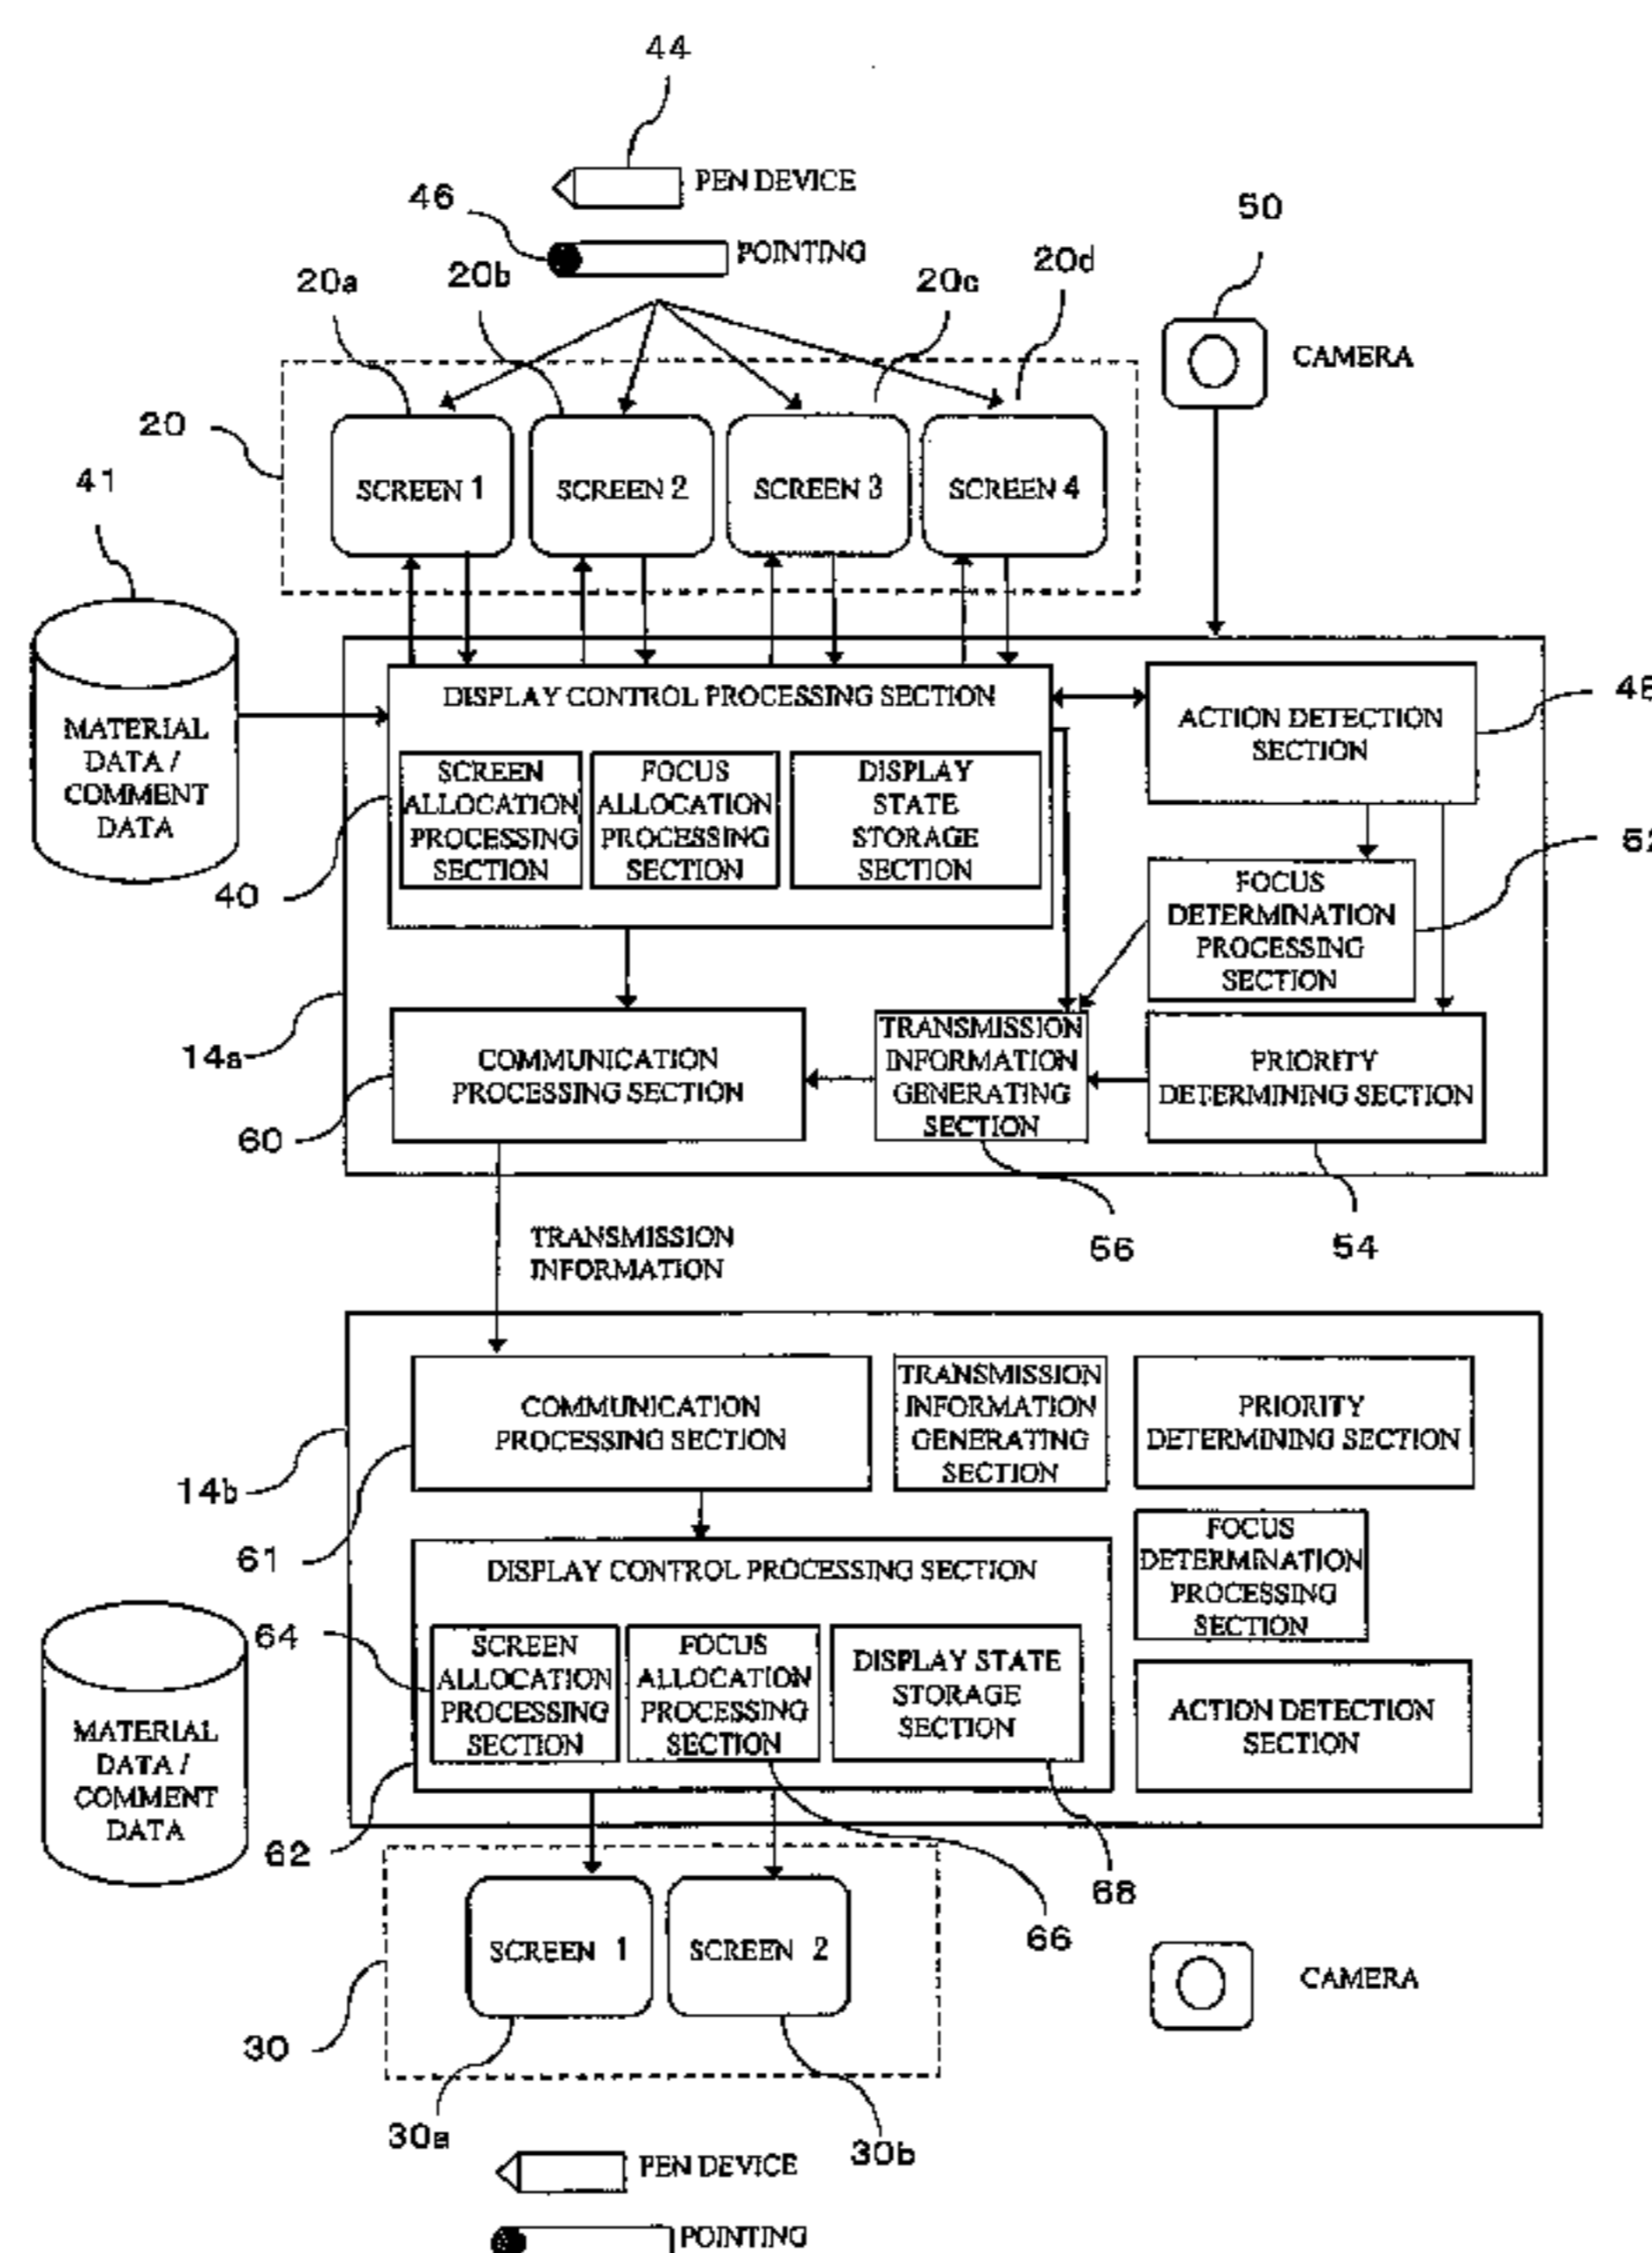 44
PEN DEVICE
46
POINTING
50
20a
20b
20c
20d
CAMERA
20
SCREEN 1
SCREEN 2
SCREEN 3
SCREEN 4
41
MATERIAL
DATA /
COMMENT
DATA
DISPLAY CONTROL PROCESSING SECTION
SCREEN
ALLOCATION
PROCESSING
SECTION
FOCUS
ALLOCATION
PROCESSING
SECTION
DISPLAY
STATE
STORAGE
SECTION
40
ACTION DETECTION
SECTION
FOCUS
DETERMINATION
PROCESSING
SECTION
14a
COMMUNICATION
PROCESSING SECTION
TRANSMISSION
INFORMATION
GENERATING
SECTION
PRIORITY
DETERMINING SECTION
60
56
54
TRANSMISSION
INFORMATION
14b
COMMUNICATION
PROCESSING SECTION
TRANSMISSION
INFORMATION
GENERATING
SECTION
PRIORITY
DETERMINING SECTION
61
FOCUS
DETERMINATION
PROCESSING
SECTION
DISPLAY CONTROL PROCESSING SECTION
64
SCREEN
ALLOCATION
PROCESSING
SECTION
FOCUS
ALLOCATION
PROCESSING
SECTION
DISPLAY STATE
STORAGE
SECTION
ACTION DETECTION
SECTION
MATERIAL
DATA /
COMMENT
DATA
62
68
66
SCREEN 1
SCREEN 2
CAMERA
30
30a
30b
PEN DEVICE
POINTING